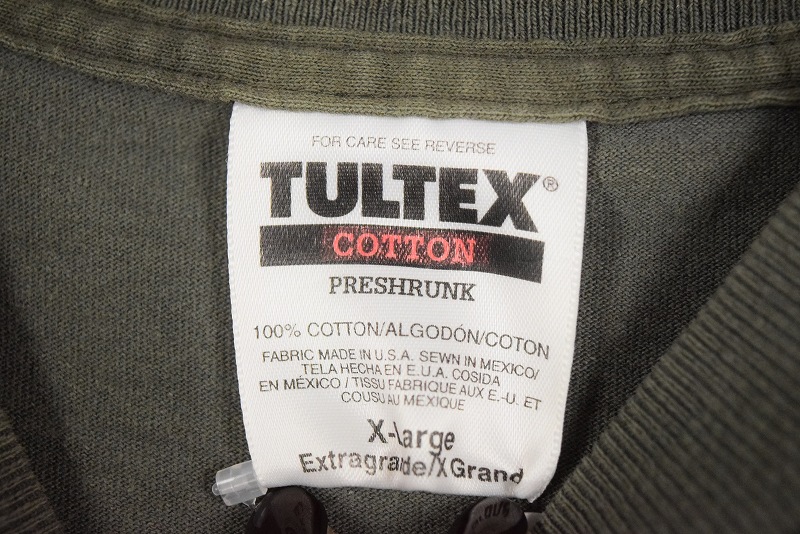 FOR CARE SEE REVERSE
TULTEX®
COTTON
PRESHRUNK
100% COTTON/ALGODÓN/COTON
FABRIC MADE IN U.S.A. SEWN IN MEXICO/
TELA HECHA EN E.U.A. COSIDA
EN MÉXICO / TISSU FABRIQUE AUX E.-U. ET
COUSU AU MEXIQUE
X-Large
Extragrande/XGrand